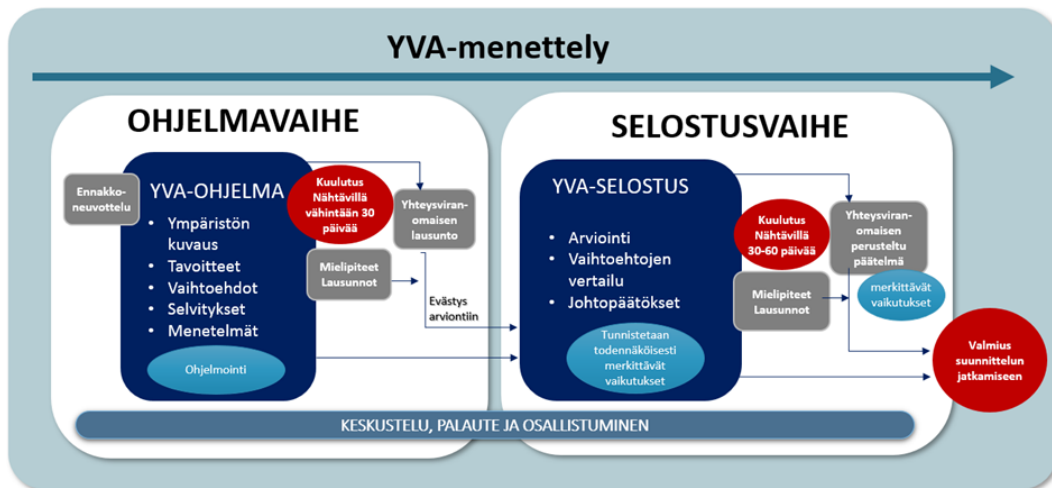 YVA-menettely
OHJELMAVAIHE
Ennakko-
neuvottelu
YVA-OHJELMA
• Ympäristön
kuvaus
• Tavoitteet
• Vaihtoehdot
• Selvitykset
• Menetelmät
Ohjelmointi
Kuulutus
Nähtävillä
vähintään 30
päivää
Yhteysviran-
omaisen
lausunto
Mielipiteet
Lausunnot
Evästys
arviontiin
SELOSTUSVAIHE
YVA-SELOSTUS
• Arviointi
• Vaihtoehtojen
vertailu
• Johtopäätökset
Tunnistetaan
todennäköisesti
merkittävät
vaikutukset
Kuulutus
Nähtävillä
30-60 päivää
Yhteysviran-
omaisen
perusteltu
päätelmä
merkittävät
vaikutukset
Mielipiteet
Lausunnot
Valmius
suunnittelun
jatkamiseen
KESKUSTELU, PALAUTE JA OSALLISTUMINEN